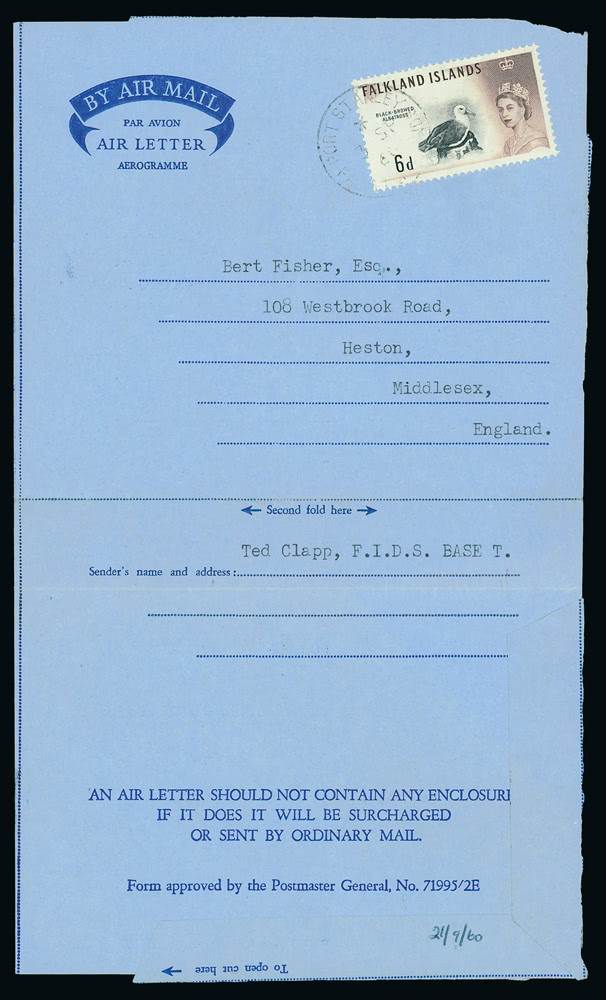 BY AIR MAIL
PAR AVION
AIR LETTER
AEROGRAMME
FALKLAND ISLANDS
BLACK-BROWED
ALBATROSS
6d
PORT STANLEY
Bert Fisher, Esq.,
108 Westbrook Road,
Heston,
Middlesex,
England.
← Second fold here →
Ted Clapp, F.I.D.S. BASE T.
Sender's name and address:
AN AIR LETTER SHOULD NOT CONTAIN ANY ENCLOSURE
IF IT DOES IT WILL BE SURCHARGED
OR SENT BY ORDINARY MAIL.
Form approved by the Postmaster General, No. 71995/2E
21/9/60
To open cut here →